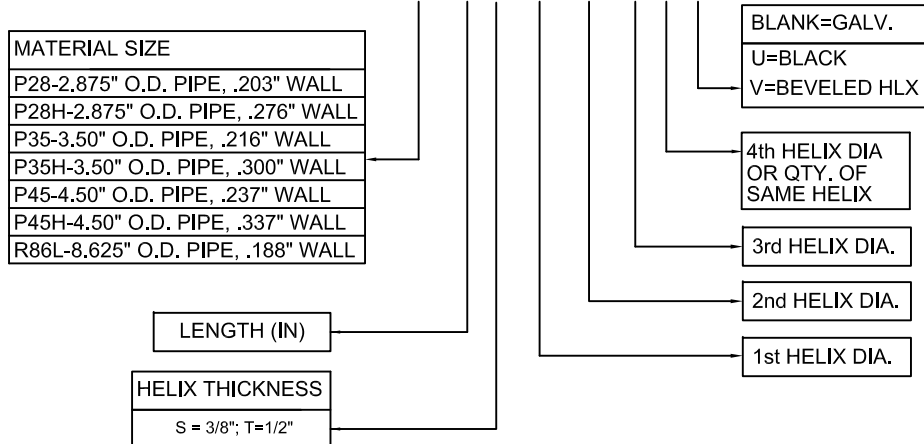 MATERIAL SIZE
P28-2.875" O.D. PIPE, .203" WALL
P28H-2.875" O.D. PIPE, .276" WALL
P35-3.50" O.D. PIPE, .216" WALL
P35H-3.50" O.D. PIPE, .300" WALL
P45-4.50" O.D. PIPE, .237" WALL
P45H-4.50" O.D. PIPE, .337" WALL
R86L-8.625" O.D. PIPE, .188" WALL
LENGTH (IN)
HELIX THICKNESS
S = 3/8"; T=1/2"
BLANK=GALV.
U=BLACK
V=BEVELED HLX
4th HELIX DIA
OR QTY. OF
SAME HELIX
3rd HELIX DIA.
2nd HELIX DIA.
1st HELIX DIA.